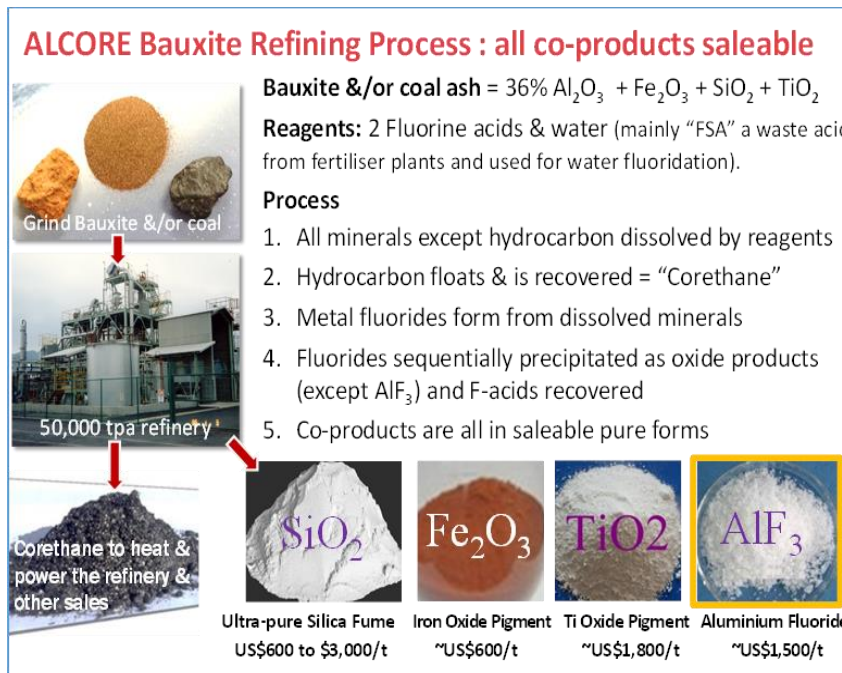 ALCORE Bauxite Refining Process : all co-products saleable
Bauxite &/or coal ash = 36% Al₂O₃ + Fe₂O₃ + SiO₂ + TiO₂
Reagents: 2 Fluorine acids & water (mainly “FSA” a waste acid
from fertiliser plants and used for water fluoridation).
Grind Bauxite &/or coal
Process
1. All minerals except hydrocarbon dissolved by reagents
2. Hydrocarbon floats & is recovered = “Corethane”
3. Metal fluorides form from dissolved minerals
4. Fluorides sequentially precipitated as oxide products
(except AlF₃) and F-acids recovered
5. Co-products are all in saleable pure forms
50,000 tpa refinery
Corethane to heat &
power the refinery &
other sales
SiO₂
Fe₂O₃
TiO2
AlF₃
Ultra-pure Silica Fume
US$600 to $3,000/t
Iron Oxide Pigment
~US$600/t
Ti Oxide Pigment
~US$1,800/t
Aluminium Fluoride
~US$1,500/t